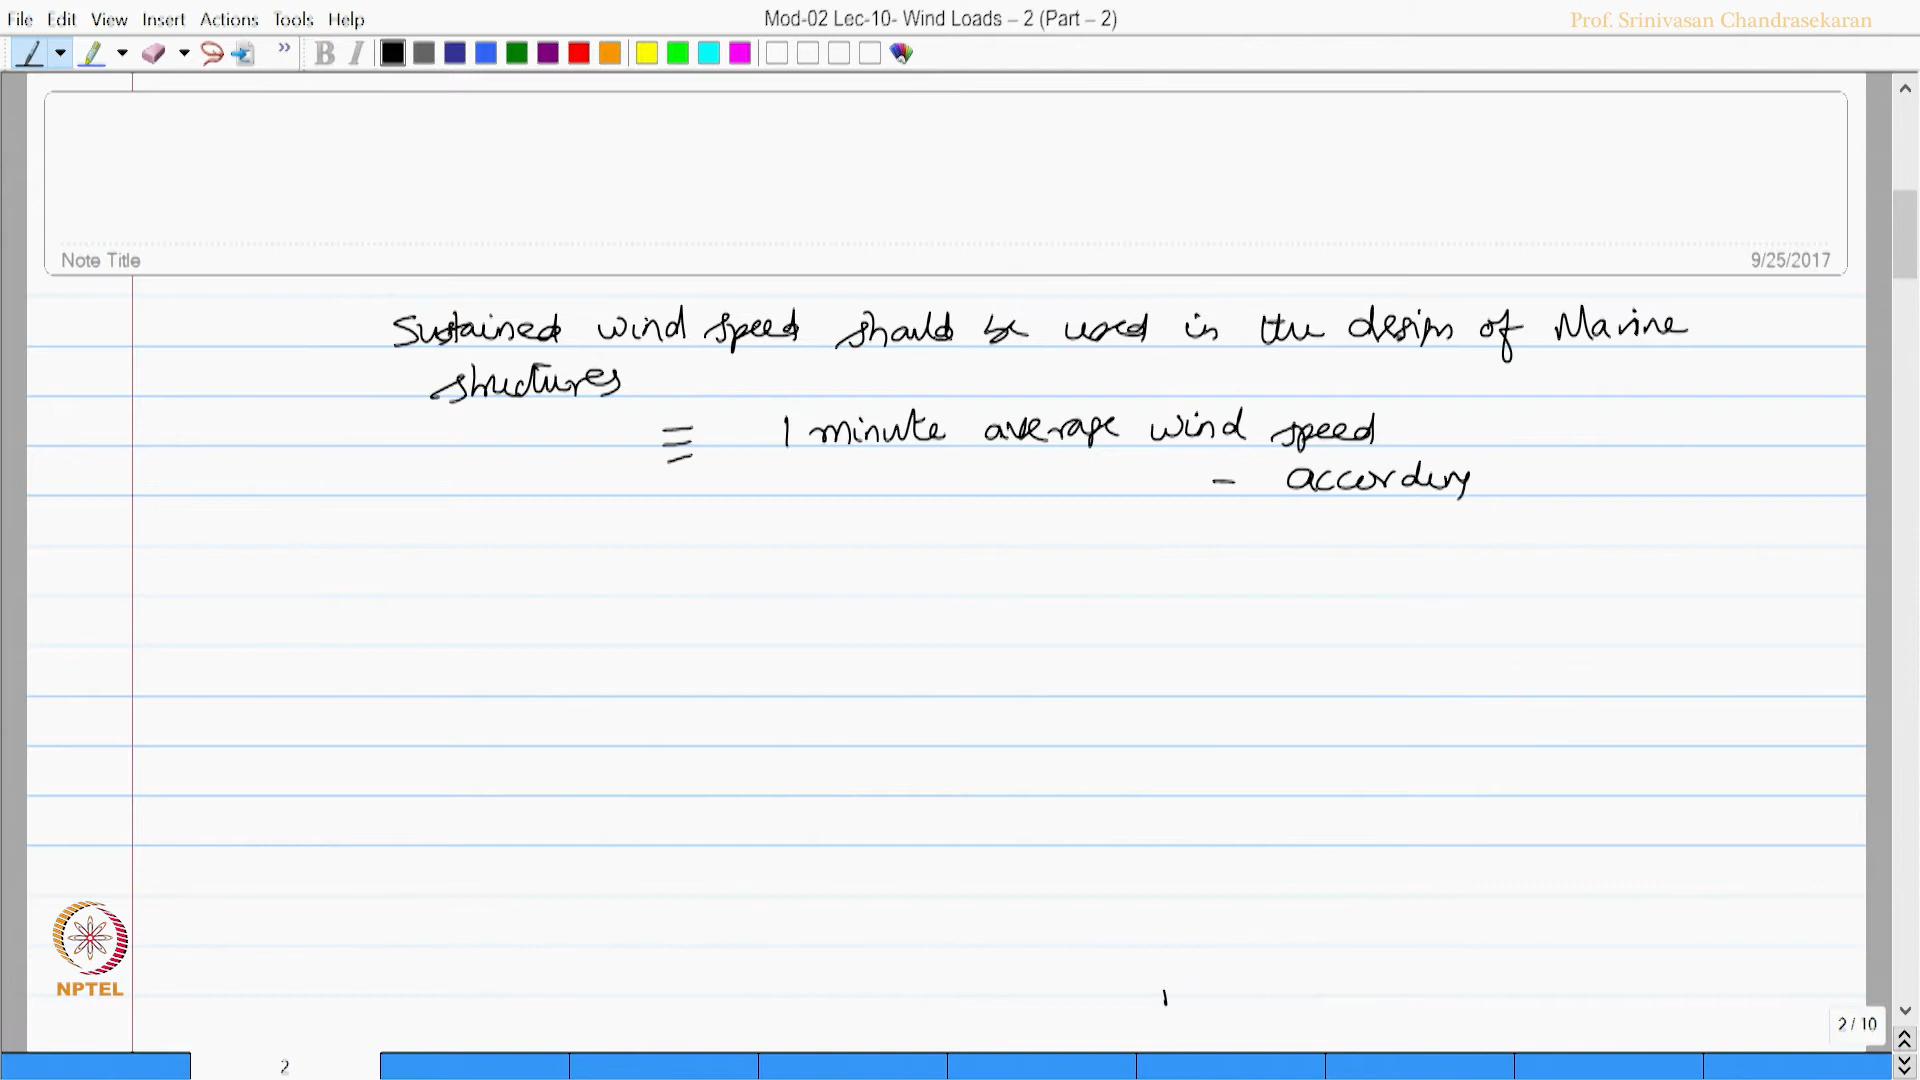 File Edit View Insert Actions Tools Help
Mod-02 Lec-10- Wind Loads – 2 (Part – 2)
Prof. Srinivasan Chandrasekaran
» B I
Note Title
9/25/2017
Sustained wind speed should be used in the design of Marine
structures
≡ 1 minute average wind speed
- according
NPTEL
2 / 10
2